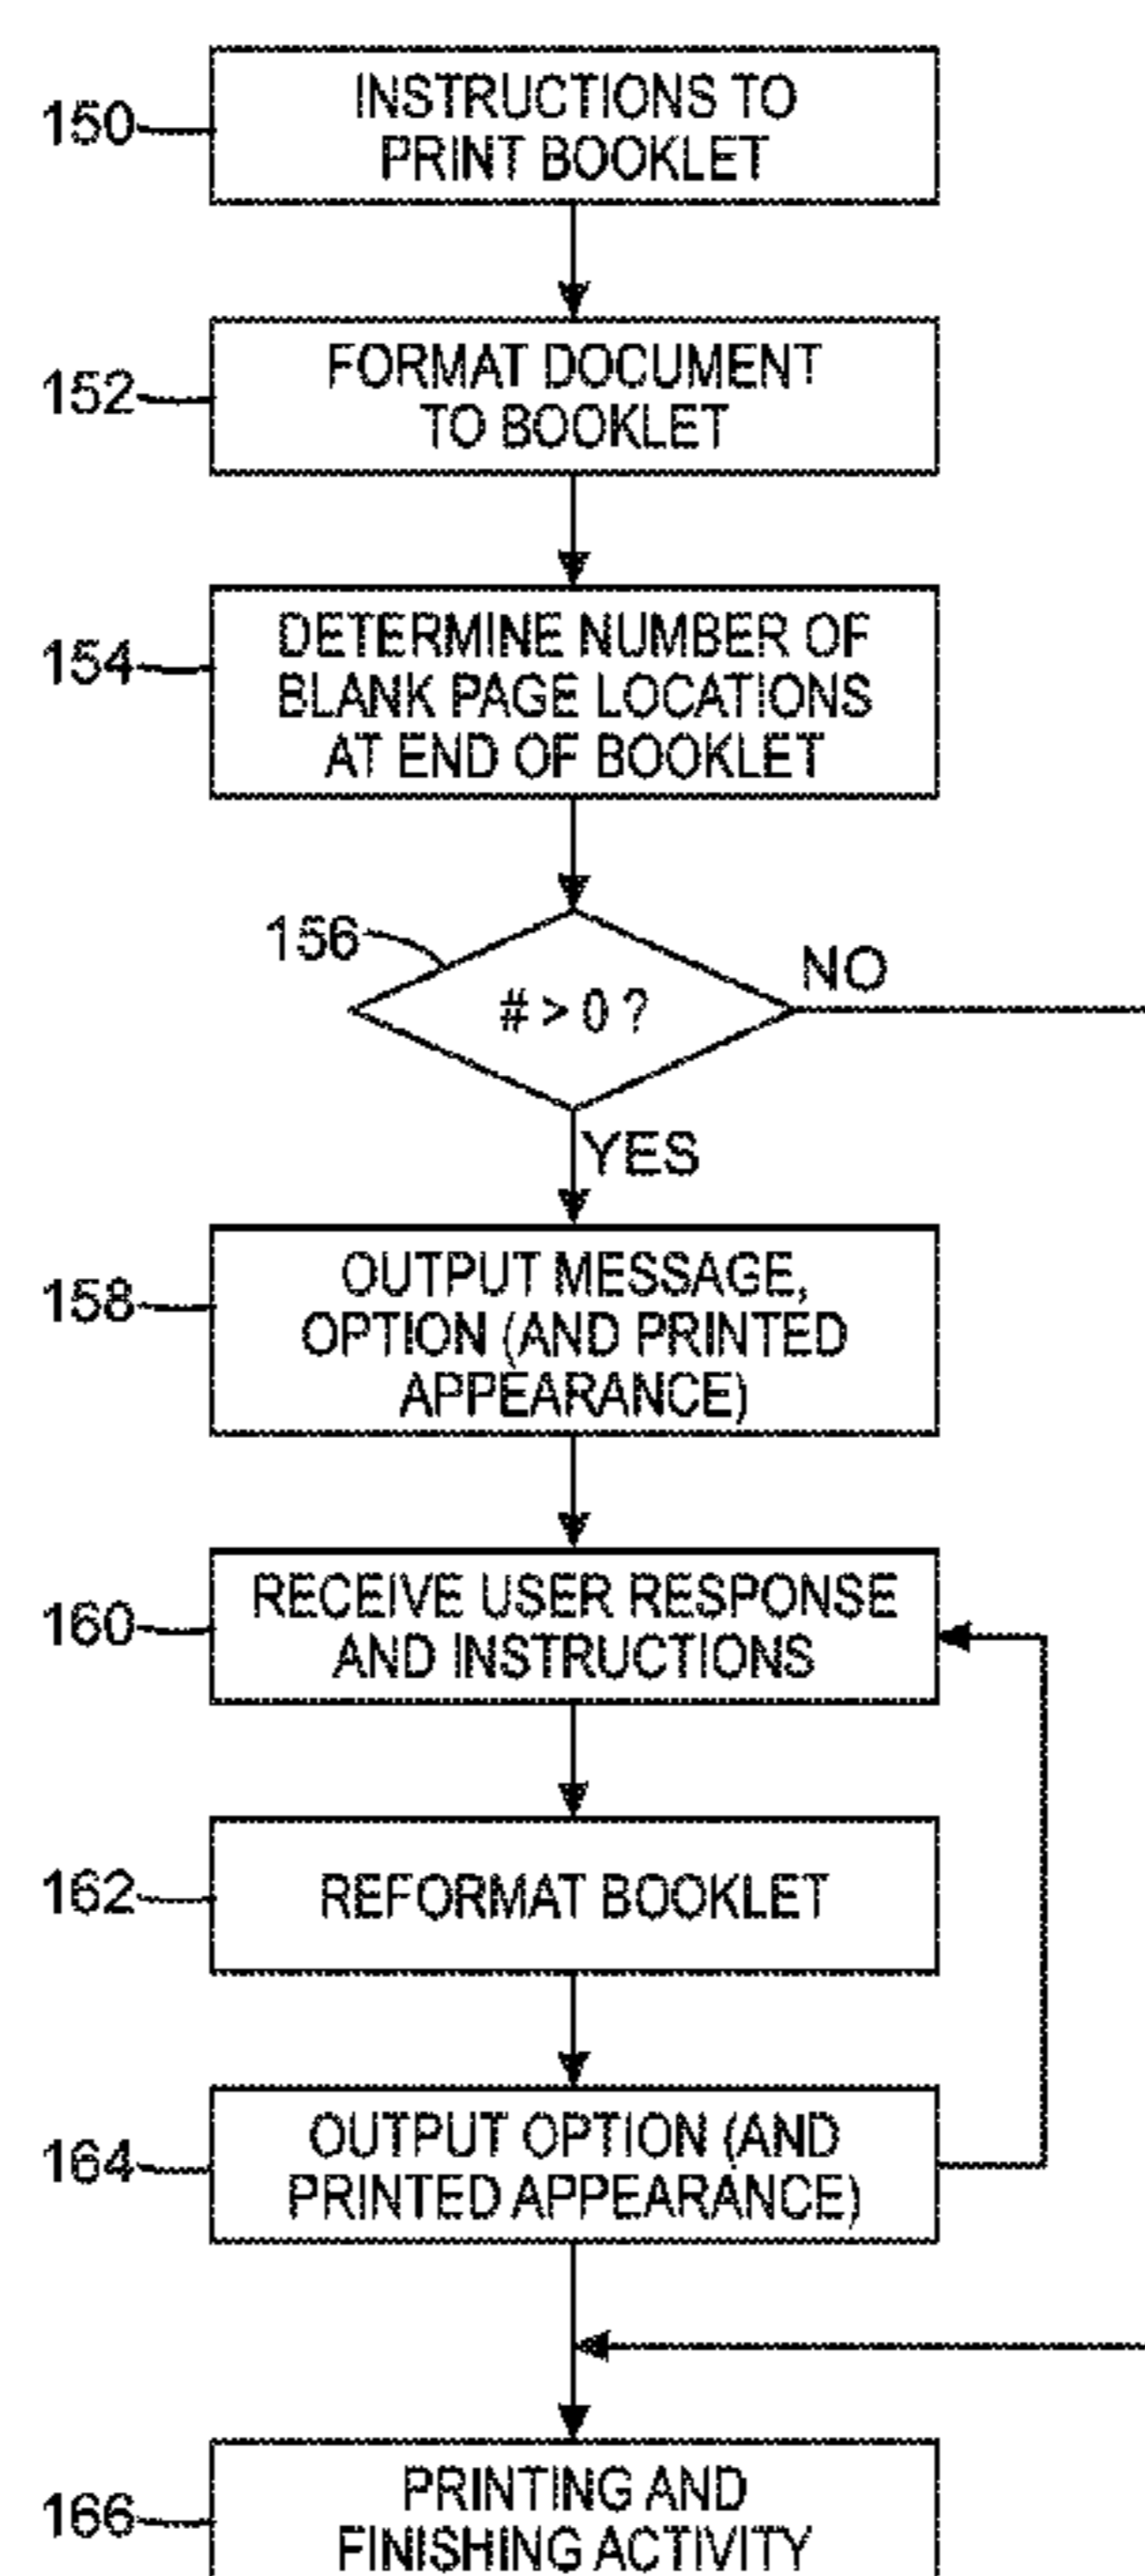 150
INSTRUCTIONS TO
PRINT BOOKLET
152
FORMAT DOCUMENT
TO BOOKLET
154
DETERMINE NUMBER OF
BLANK PAGE LOCATIONS
AT END OF BOOKLET
156
# > 0 ?
NO
YES
158
OUTPUT MESSAGE,
OPTION (AND PRINTED
APPEARANCE)
160
RECEIVE USER RESPONSE
AND INSTRUCTIONS
162
REFORMAT BOOKLET
164
OUTPUT OPTION (AND
PRINTED APPEARANCE)
166
PRINTING AND
FINISHING ACTIVITY